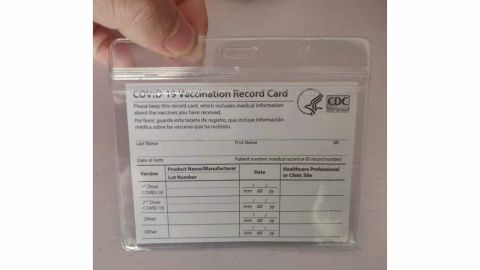 COVID-19 Vaccination Record Card
CDC
Please keep this record card, which includes medical information
about the vaccines you have received.
Por favor, guarde esta tarjeta de registro, que incluye información
médica sobre las vacunas que ha recibido.
Last Name First Name MI
Date of birth Patient number (medical record or IIS record number)
Vaccine Product Name/Manufacturer Date Healthcare Professional
Lot Number or Clinic Site
1st Dose / /
COVID-19 mm dd yy
2nd Dose / /
COVID-19 mm dd yy
Other / /
mm dd yy
Other / /
mm dd yy